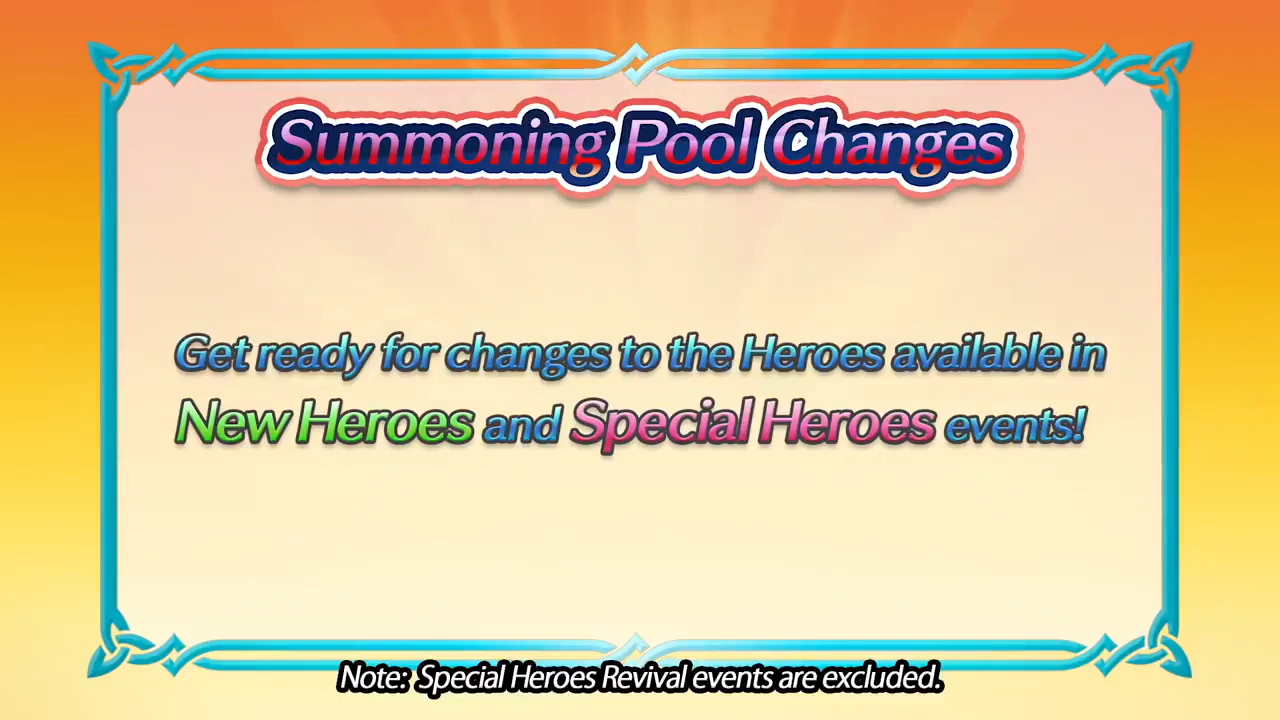 Summoning Pool Changes
Get ready for changes to the Heroes available in
New Heroes and Special Heroes events!
Note: Special Heroes Revival events are excluded.